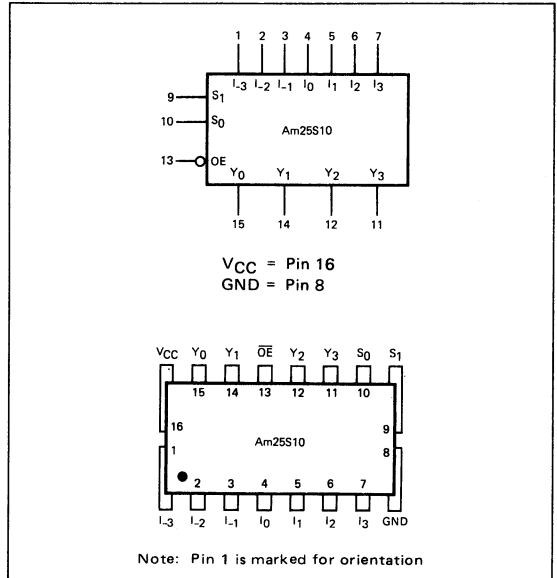 1 2 3 4 5 6 7
I-3 I-2 I-1 I0 I1 I2 I3
9 S1
10 S0
Am25S10
13 OE
Y0 Y1 Y2 Y3
15 14 12 11
VCC = Pin 16
GND = Pin 8
VCC Y0 Y1 OE Y2 Y3 S0 S1
15 14 13 12 11 10
16 9
Am25S10
1 8
2 3 4 5 6 7
I-3 I-2 I-1 I0 I1 I2 I3 GND
Note: Pin 1 is marked for orientation